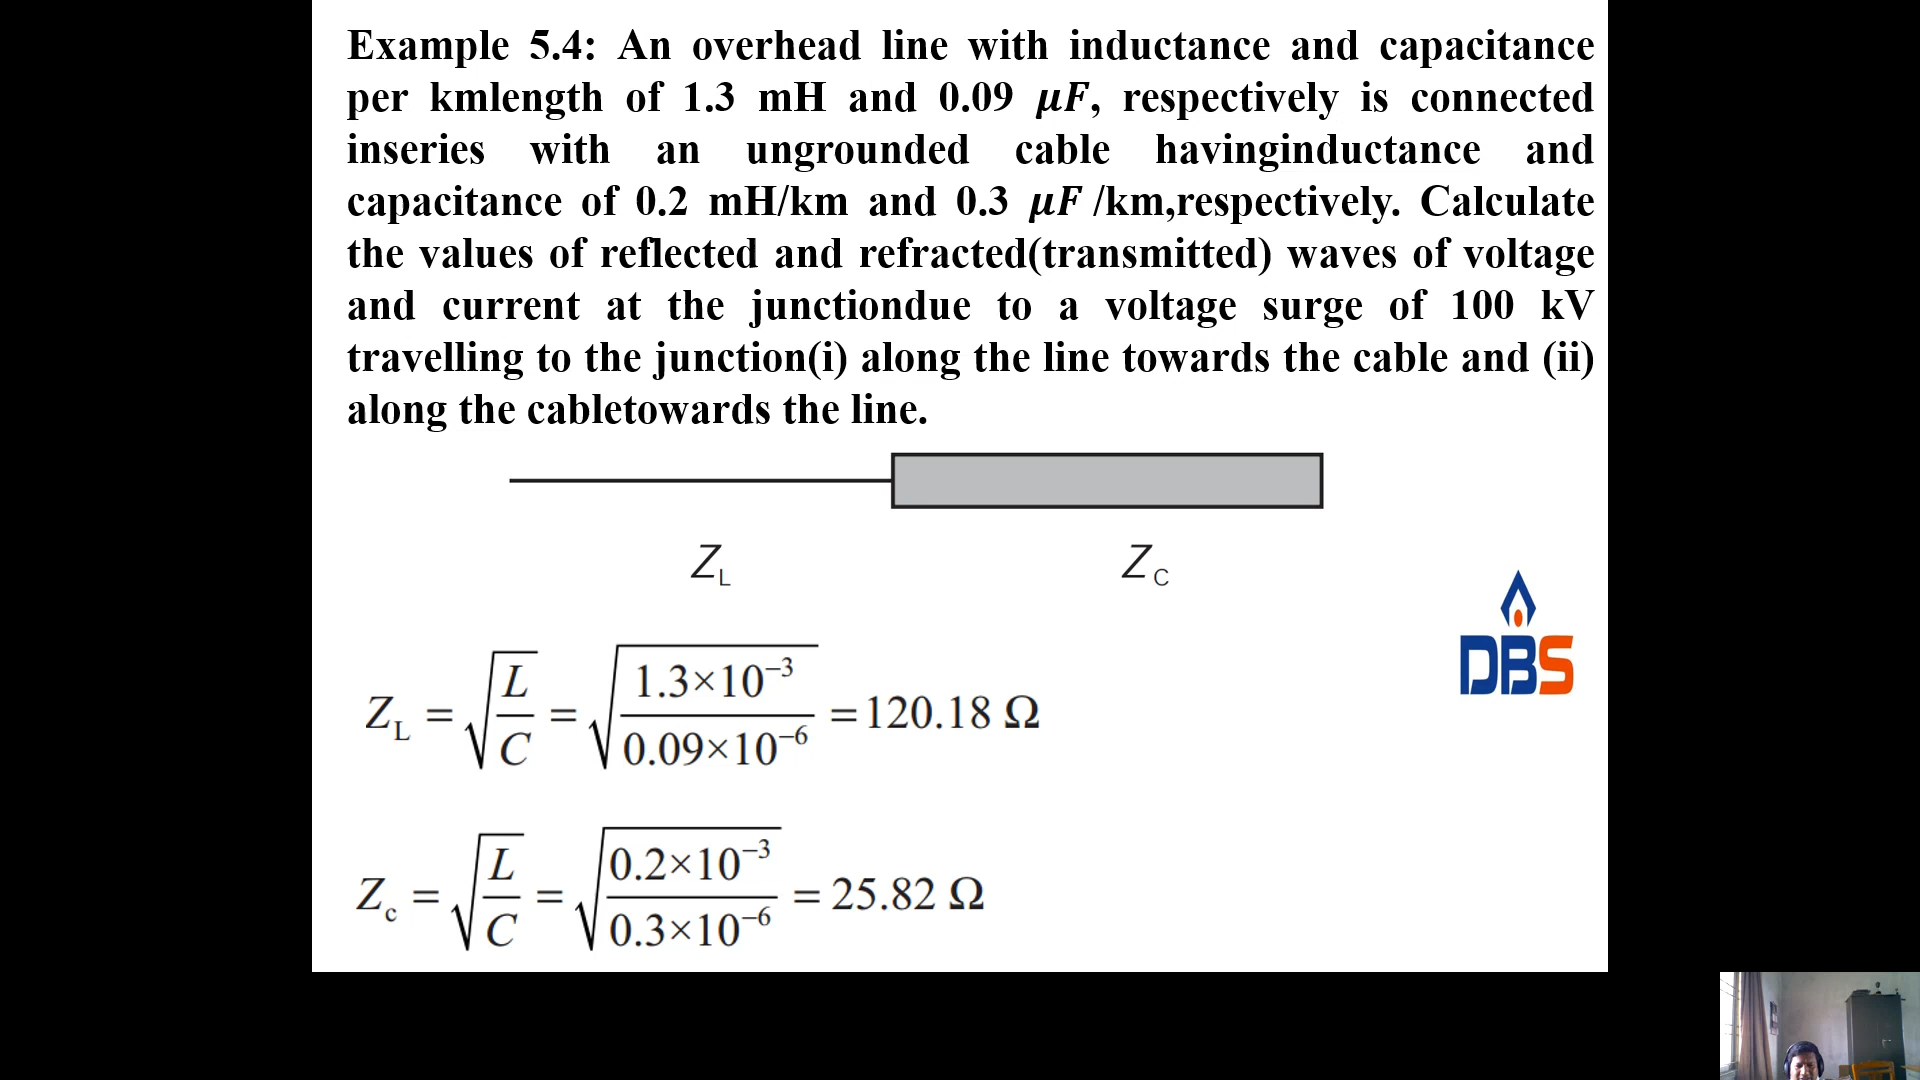 Example 5.4: An overhead line with inductance and capacitance
per kmlength of 1.3 mH and 0.09 μF, respectively is connected
inseries with an ungrounded cable havinginductance and
capacitance of 0.2 mH/km and 0.3 μF /km,respectively. Calculate
the values of reflected and refracted(transmitted) waves of voltage
and current at the junctiondue to a voltage surge of 100 kV
travelling to the junction(i) along the line towards the cable and (ii)
along the cabletowards the line.
Z_L Z_C
DBS
Z_L = √(L/C) = √(1.3×10⁻³/0.09×10⁻⁶) = 120.18 Ω
Z_c = √(L/C) = √(0.2×10⁻³/0.3×10⁻⁶) = 25.82 Ω